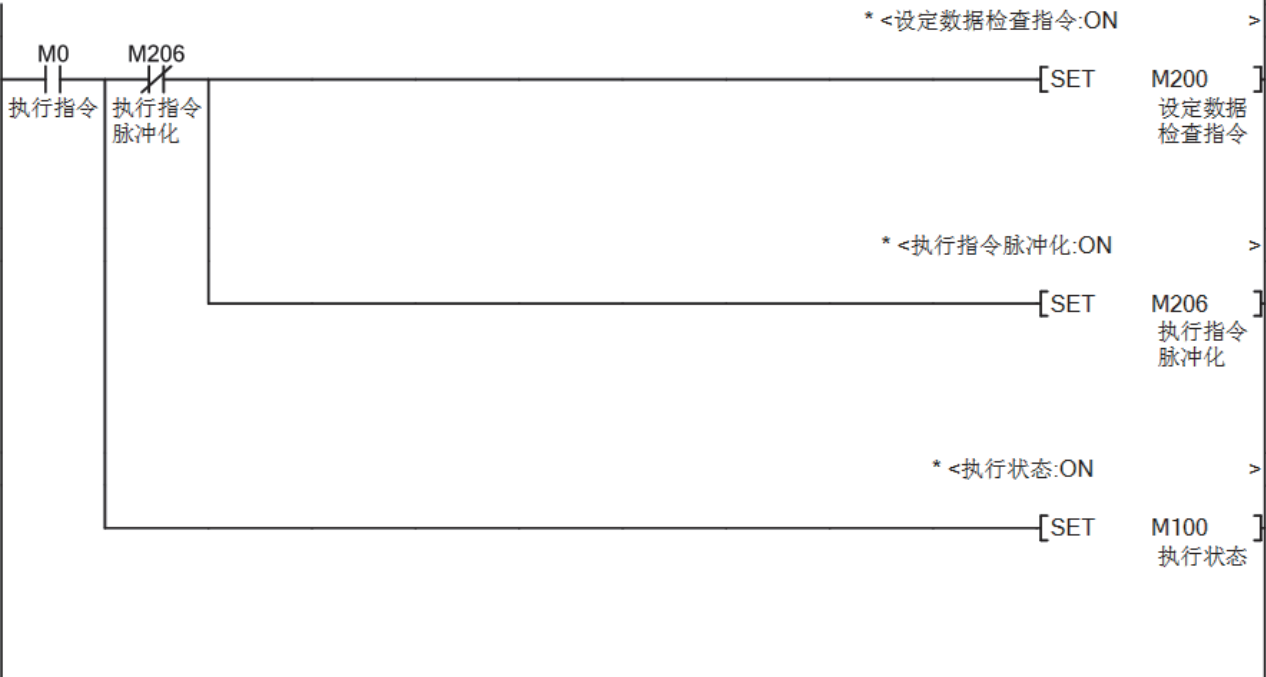 * <设定数据检查指令:ON >
M0 M206
[SET M200 ]
执行指令 执行指令 设定数据
脉冲化 检查指令
* <执行指令脉冲化:ON >
[SET M206 ]
执行指令
脉冲化
* <执行状态:ON >
[SET M100 ]
执行状态